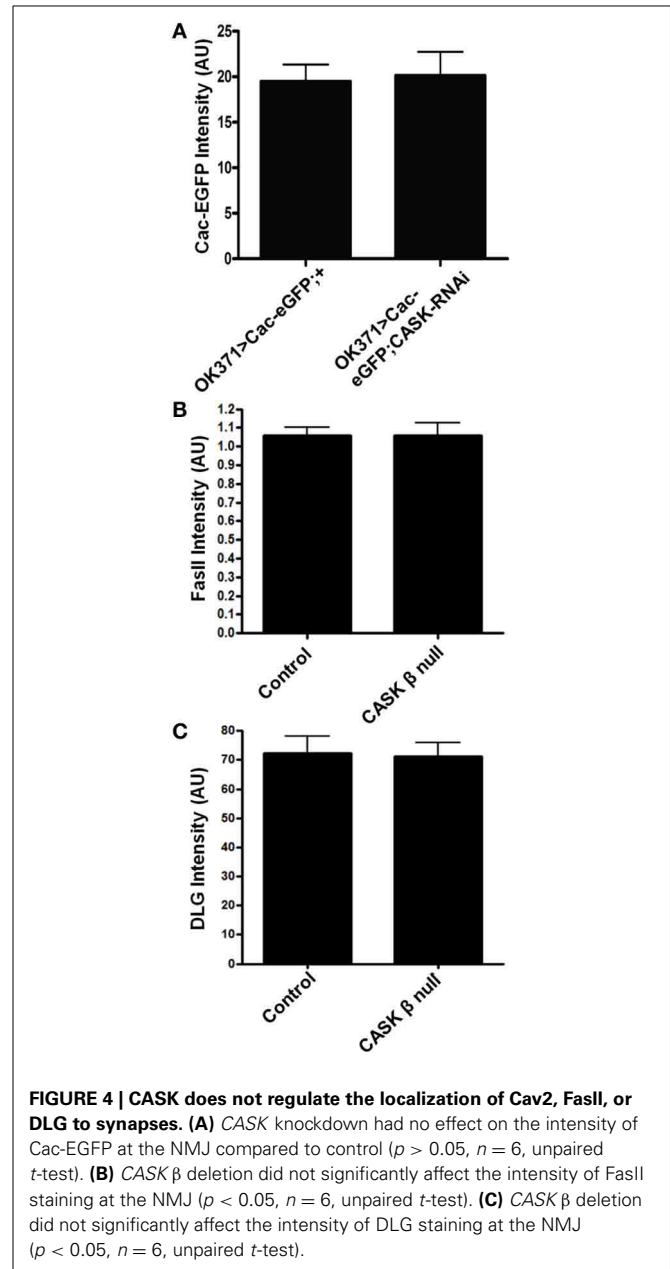 A
25
20
15
10
5
0
Cac-EGFP Intensity (AU)
OK371>Cac-eGFP;+
OK371>Cac-
eGFP;CASK-RNAi
B
1.2
1.1
1.0
0.9
0.8
0.7
0.6
0.5
0.4
0.3
0.2
0.1
0.0
FasII Intensity (AU)
Control
CASK β null
C
80
70
60
50
40
30
20
10
0
DLG Intensity (AU)
Control
CASK β null
FIGURE 4 | CASK does not regulate the localization of Cav2, FasII, or
DLG to synapses. (A) CASK knockdown had no effect on the intensity of
Cac-EGFP at the NMJ compared to control (p > 0.05, n = 6, unpaired
t-test). (B) CASK β deletion did not significantly affect the intensity of FasII
staining at the NMJ (p < 0.05, n = 6, unpaired t-test). (C) CASK β deletion
did not significantly affect the intensity of DLG staining at the NMJ
(p < 0.05, n = 6, unpaired t-test).